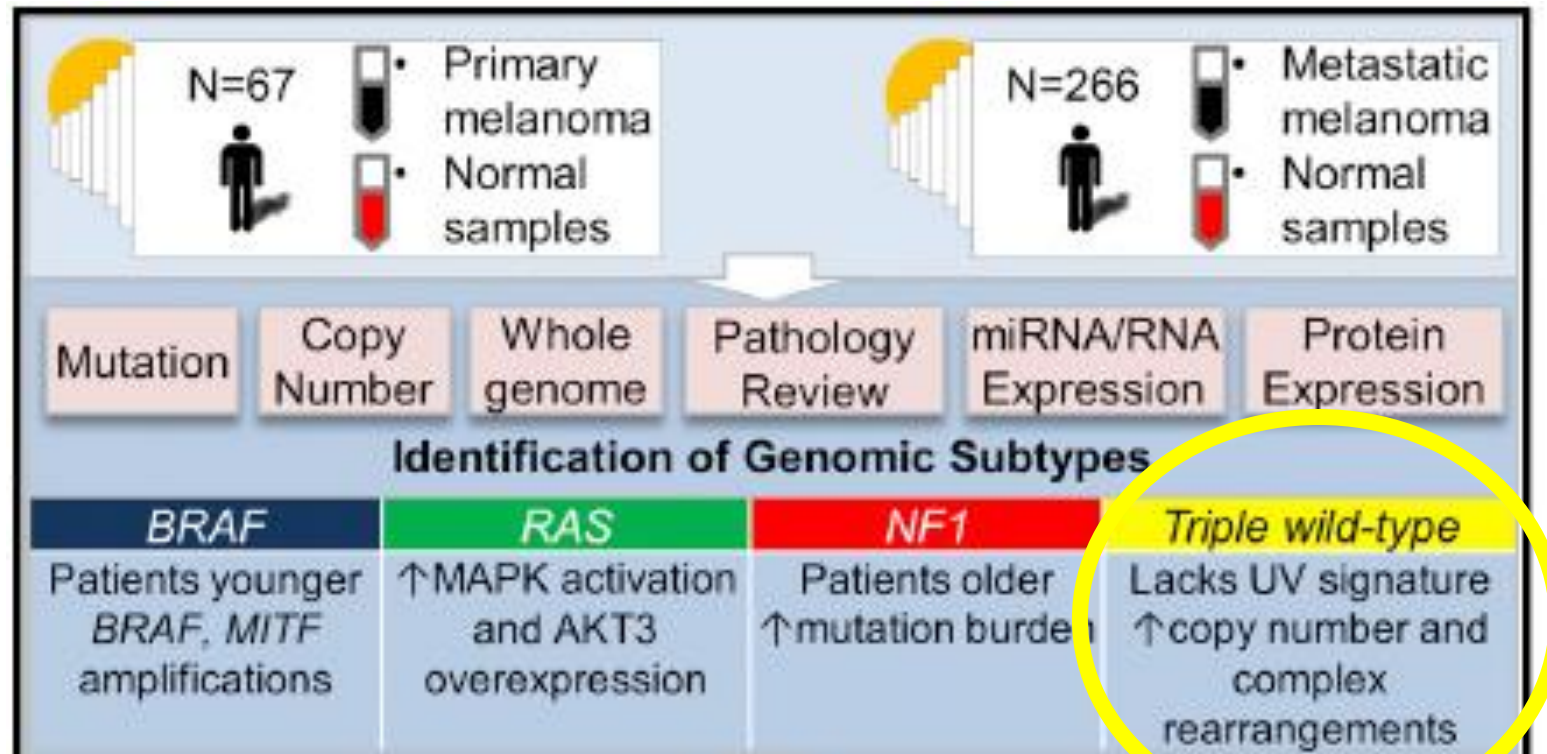 N=67
• Primary
melanoma
• Normal
samples
N=266
• Metastatic
melanoma
• Normal
samples
Mutation
Copy
Number
Whole
genome
Pathology
Review
miRNA/RNA
Expression
Protein
Expression
Identification of Genomic Subtypes
BRAF
Patients younger
BRAF, MITF
amplifications
RAS
↑MAPK activation
and AKT3
overexpression
NF1
Patients older
↑mutation burden
Triple wild-type
Lacks UV signature
↑copy number and
complex
rearrangements